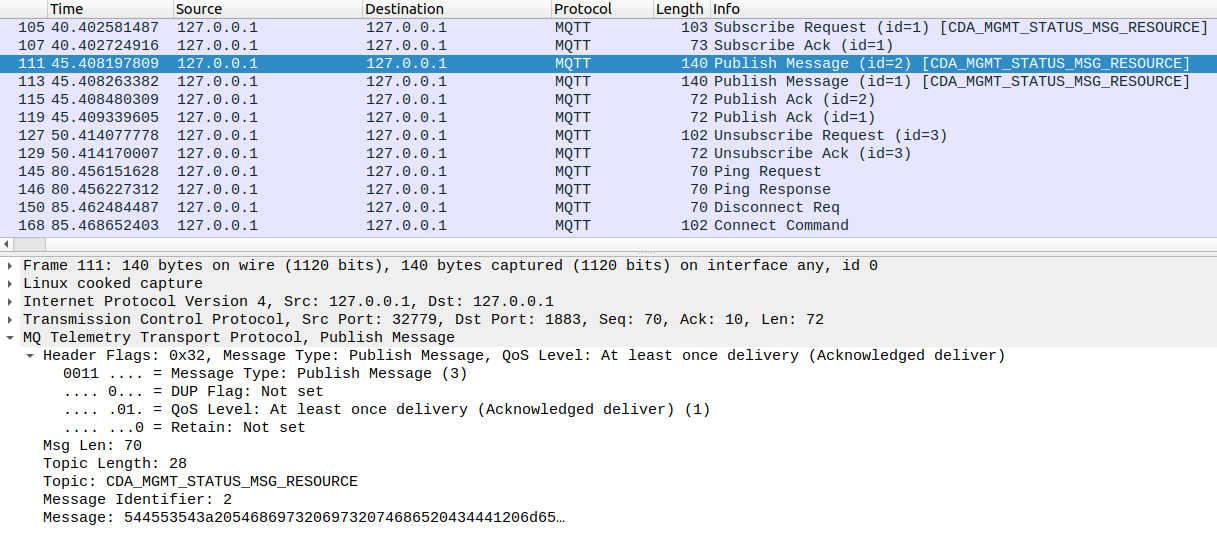 Time Source Destination Protocol Length Info
105 40.402581487 127.0.0.1 127.0.0.1 MQTT 103 Subscribe Request (id=1) [CDA_MGMT_STATUS_MSG_RESOURCE]
107 40.402724916 127.0.0.1 127.0.0.1 MQTT 73 Subscribe Ack (id=1)
111 45.408197809 127.0.0.1 127.0.0.1 MQTT 140 Publish Message (id=2) [CDA_MGMT_STATUS_MSG_RESOURCE]
113 45.408263382 127.0.0.1 127.0.0.1 MQTT 140 Publish Message (id=1) [CDA_MGMT_STATUS_MSG_RESOURCE]
115 45.408480309 127.0.0.1 127.0.0.1 MQTT 72 Publish Ack (id=2)
119 45.409339605 127.0.0.1 127.0.0.1 MQTT 72 Publish Ack (id=1)
127 50.414077778 127.0.0.1 127.0.0.1 MQTT 102 Unsubscribe Request (id=3)
129 50.414170007 127.0.0.1 127.0.0.1 MQTT 72 Unsubscribe Ack (id=3)
145 80.456151628 127.0.0.1 127.0.0.1 MQTT 70 Ping Request
146 80.456227312 127.0.0.1 127.0.0.1 MQTT 70 Ping Response
150 85.462484487 127.0.0.1 127.0.0.1 MQTT 70 Disconnect Req
168 85.468652403 127.0.0.1 127.0.0.1 MQTT 102 Connect Command
Frame 111: 140 bytes on wire (1120 bits), 140 bytes captured (1120 bits) on interface any, id 0
Linux cooked capture
Internet Protocol Version 4, Src: 127.0.0.1, Dst: 127.0.0.1
Transmission Control Protocol, Src Port: 32779, Dst Port: 1883, Seq: 70, Ack: 10, Len: 72
MQ Telemetry Transport Protocol, Publish Message
Header Flags: 0x32, Message Type: Publish Message, QoS Level: At least once delivery (Acknowledged deliver)
0011 .... = Message Type: Publish Message (3)
.... 0... = DUP Flag: Not set
.... .01. = QoS Level: At least once delivery (Acknowledged deliver) (1)
.... ...0 = Retain: Not set
Msg Len: 70
Topic Length: 28
Topic: CDA_MGMT_STATUS_MSG_RESOURCE
Message Identifier: 2
Message: 544553543a205468697320697320746865204344​41206d65…